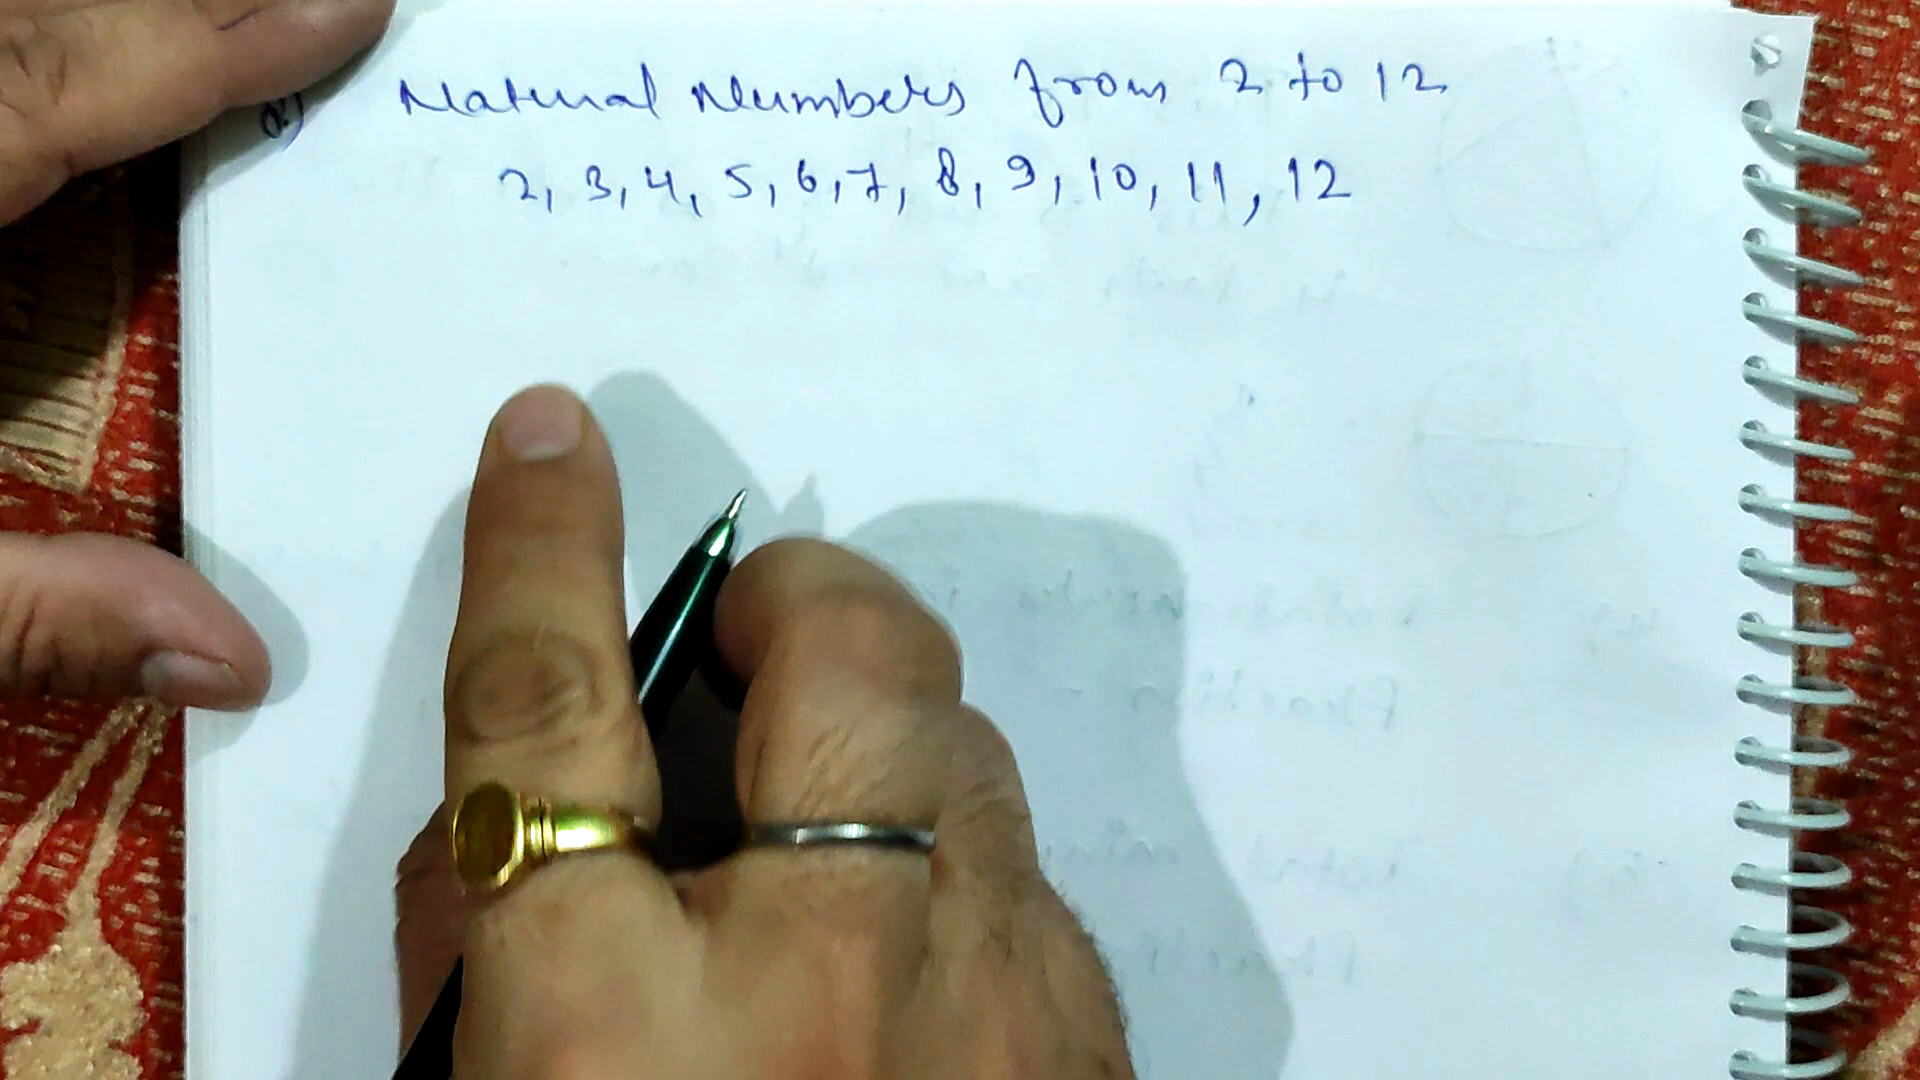 Natural Numbers from 2 to 12
2, 3, 4, 5, 6, 7, 8, 9, 10, 11, 12